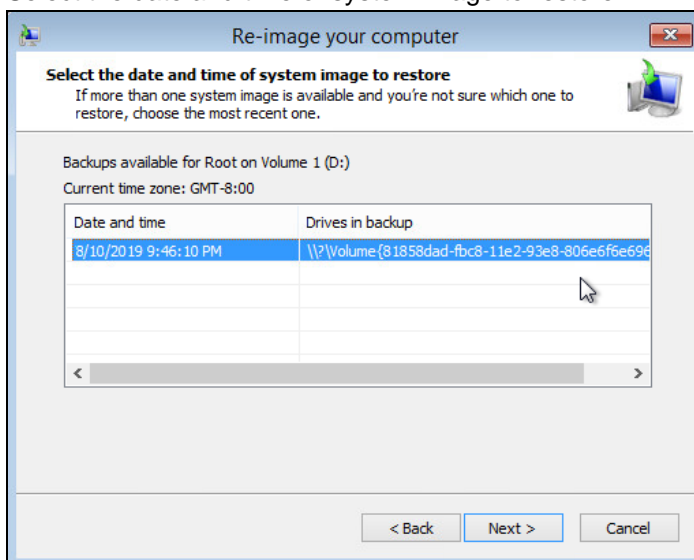 Re-image your computer
Select the date and time of system image to restore
If more than one system image is available and you're not sure which one to
restore, choose the most recent one.
Backups available for Root on Volume 1 (D:)
Current time zone: GMT-8:00
Date and time Drives in backup
8/10/2019 9:46:10 PM \\?\Volume{81858dad-fbc8-11e2-93e8-806e6f6e696
< Back Next > Cancel